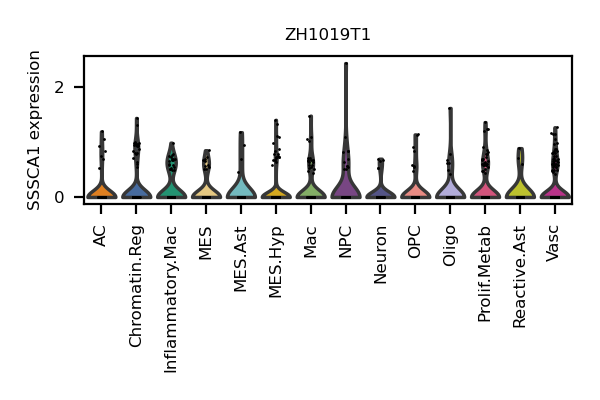 ZH1019T1
SSSCA1 expression
2
0
AC
Chromatin.Reg
Inflammatory.Mac
MES
MES.Ast
MES.Hyp
Mac
NPC
Neuron
OPC
Oligo
Prolif.Metab
Reactive.Ast
Vasc